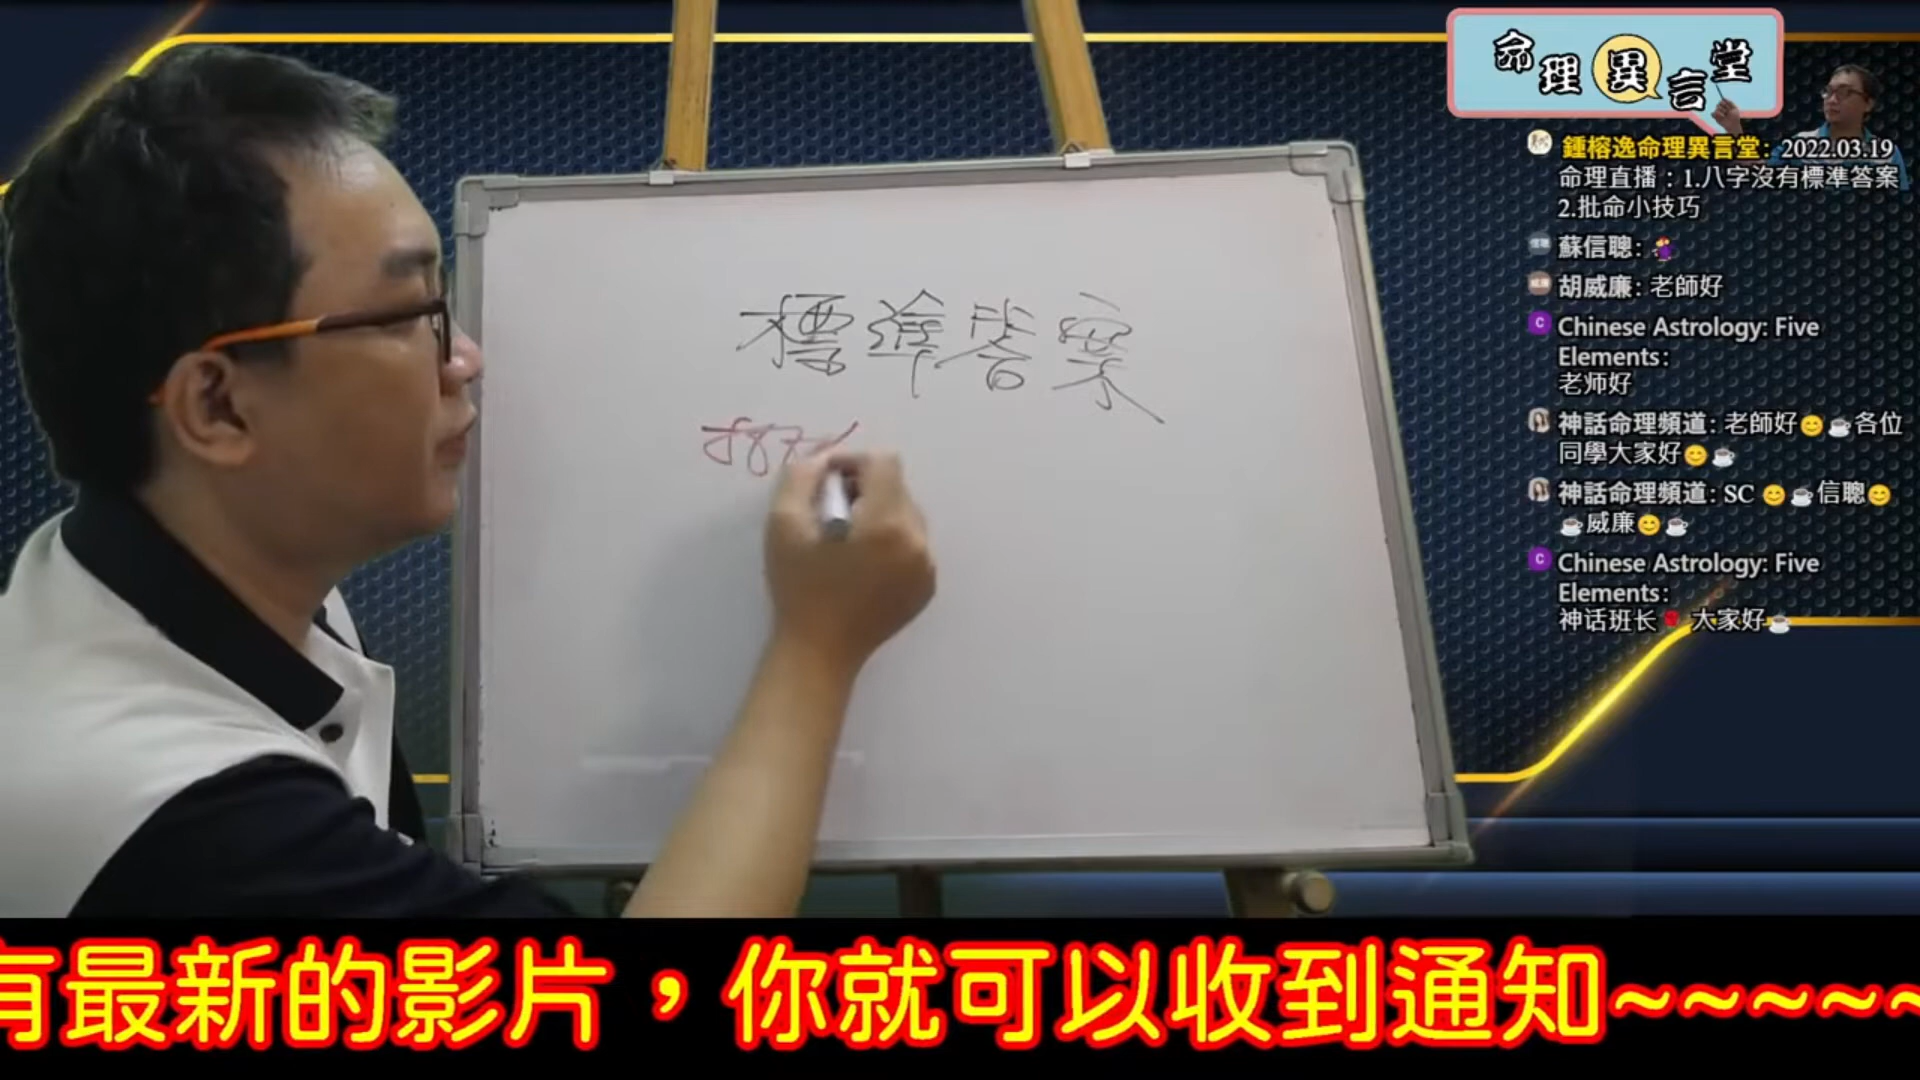 命理異言堂
鍾榕逸命理異言堂: 2022.03.19
命理直播：1.八字沒有標準答案
2.批命小技巧
蘇信聰:
胡威廉: 老師好
Chinese Astrology: Five
Elements:
老师好
神話命理頻道: 老師好😊☕各位
同學大家好😊☕
神話命理頻道: SC 😊☕信聰😊
☕威廉😊☕
Chinese Astrology: Five
Elements:
神话班长🌹 大家好☕
標準答案
有最新的影片，你就可以收到通知~~~~~